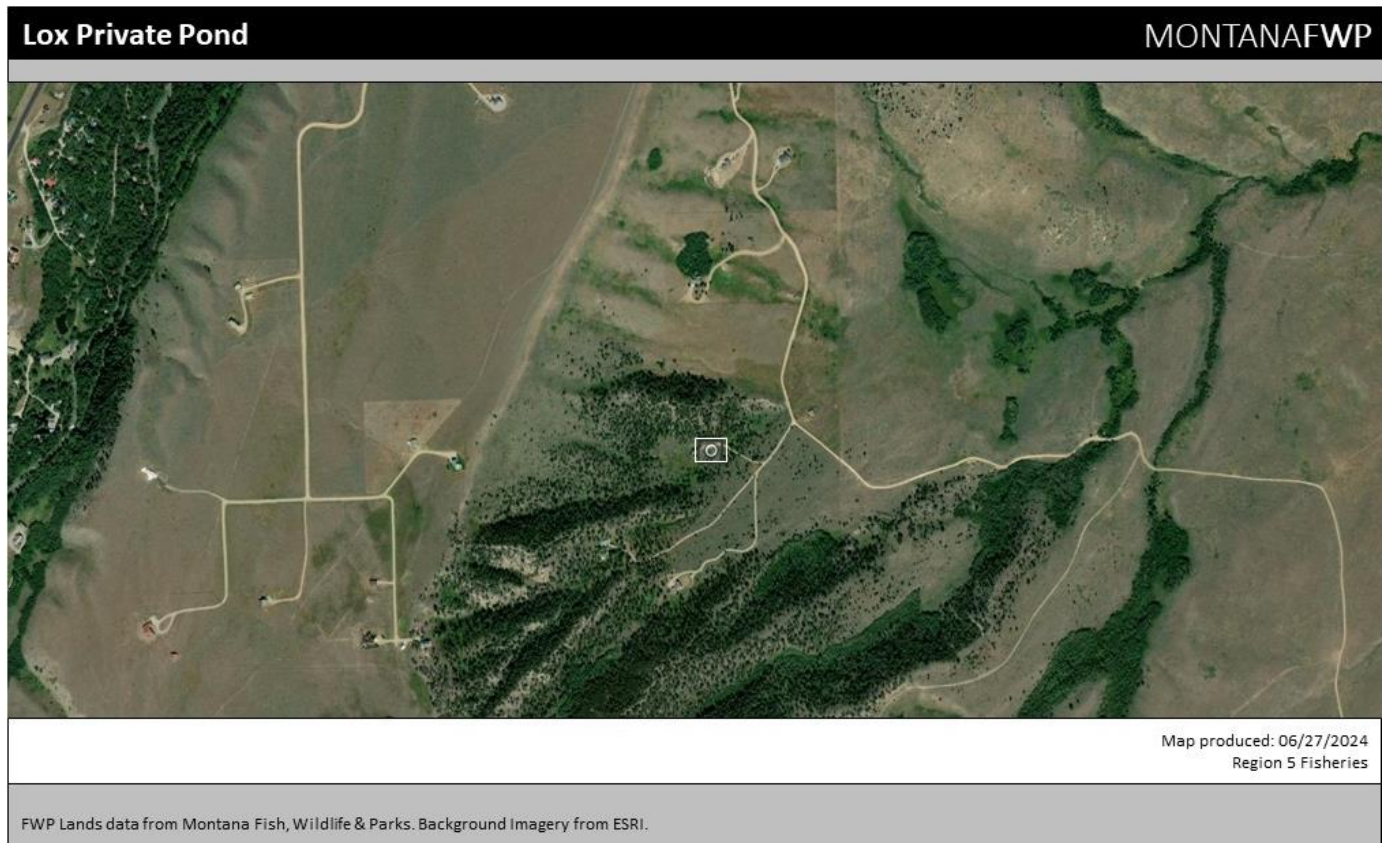 Lox Private Pond
MONTANAFWP
Map produced: 06/27/2024
Region 5 Fisheries
FWP Lands data from Montana Fish, Wildlife & Parks. Background Imagery from ESRI.